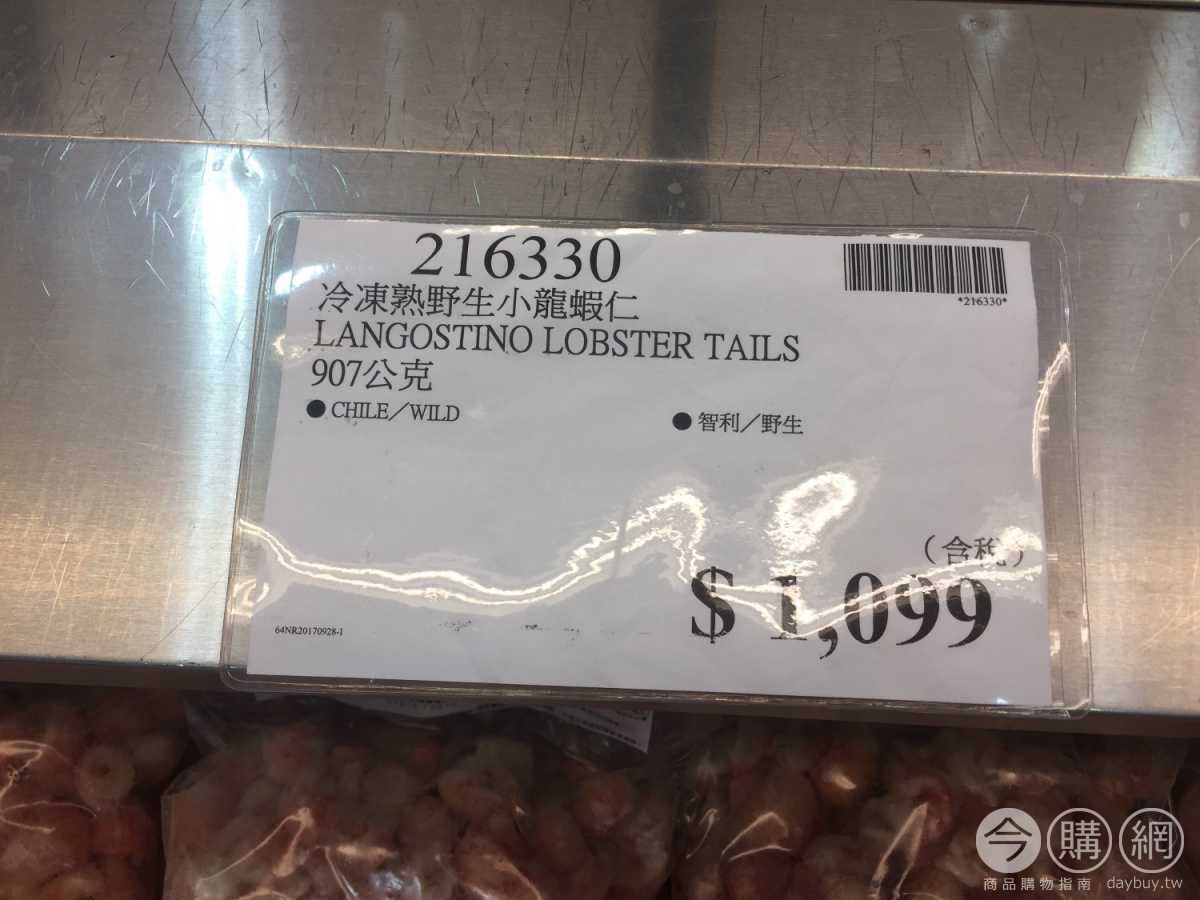 216330
*216330*
冷凍熟野生小龍蝦仁
LANGOSTINO LOBSTER TAILS
907公克
●CHILE／WILD
●智利／野生
（含稅）
$ 1,099
64NR20170928-1
今購網
商品購物指南 daybuy.tw